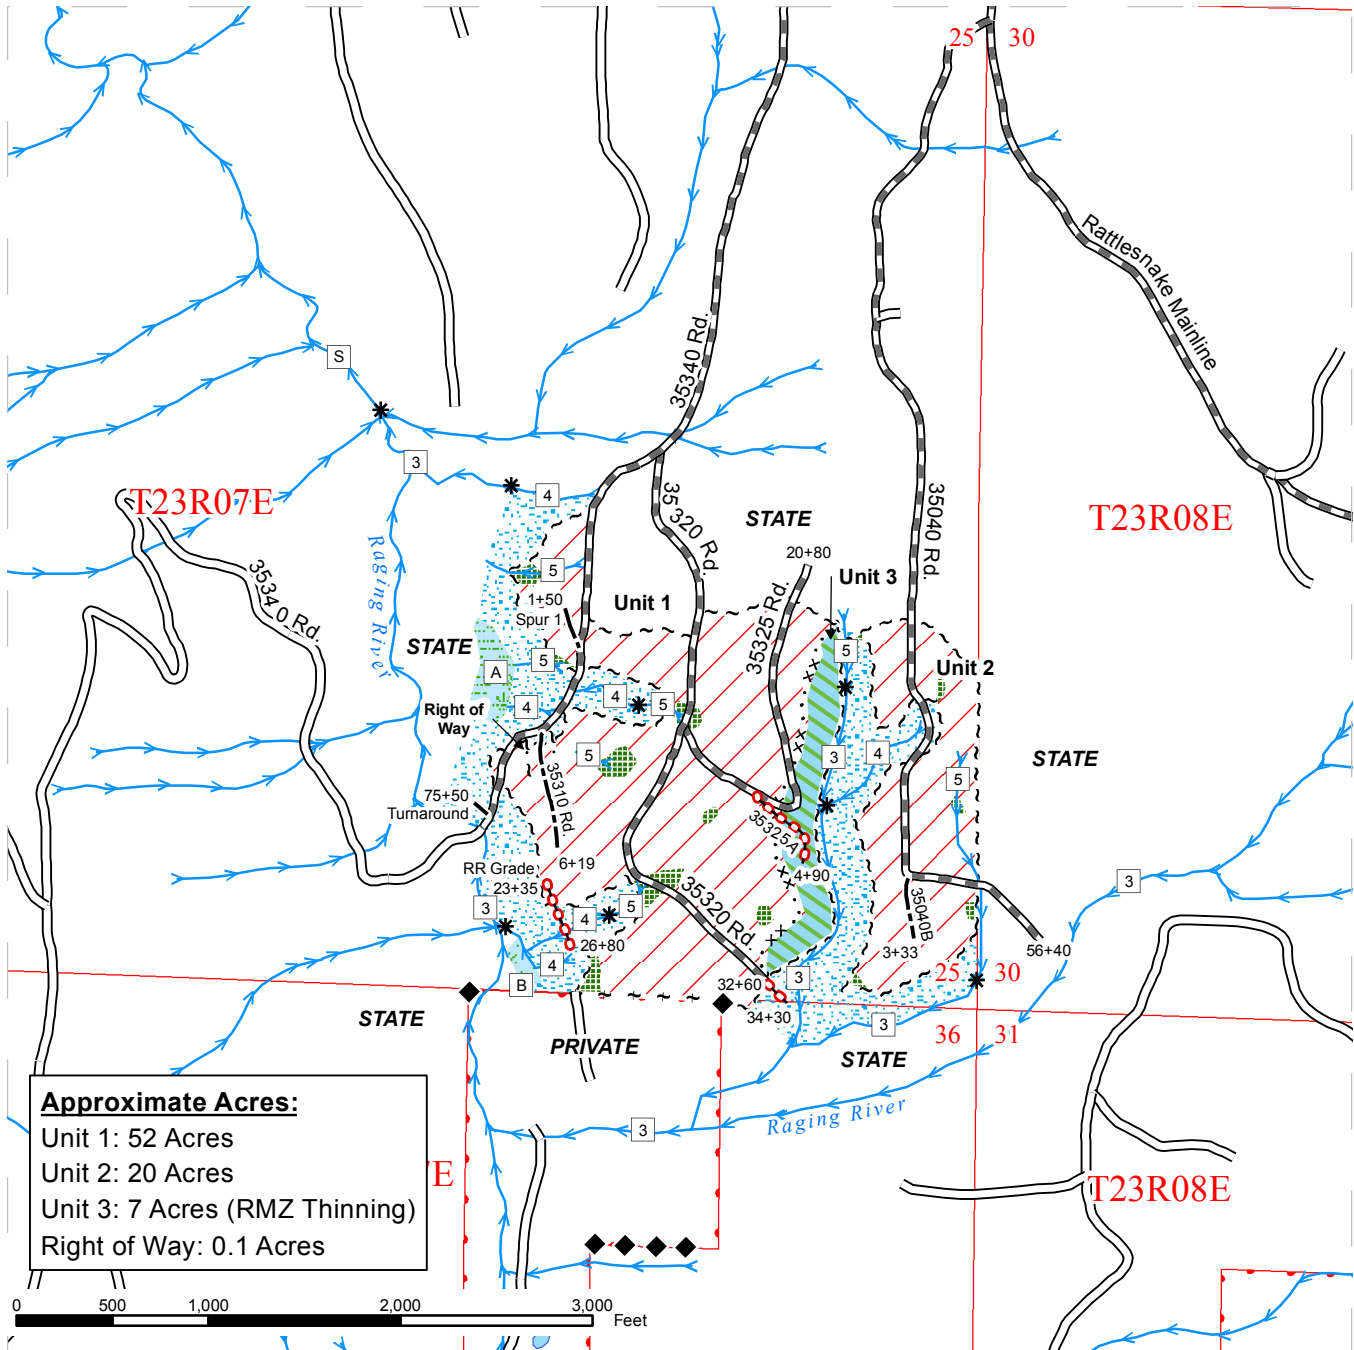 25 30
Rattlesnake Mainline
35340 Rd.
S
3
4
T23R07E
35320 Rd.
STATE
35040 Rd.
T23R08E
20+80
Raging River
35340 Rd.
5
1+50
Spur 1
Unit 1
35325 Rd.
Unit 3
STATE
5
5
Unit 2
A
4
5
4
Right of
Way
5
3
4
STATE
5
75+50
Turnaround
35310 Rd.
35325A
RR Grade
23+35
6+19
4+90
3
3
4
5
35320 Rd.
35040B
26+80
3+33
56+40
4
B
32+60
3
25 30
34+30
STATE
3
36 31
PRIVATE
STATE
Raging River
3
Approximate Acres:
Unit 1: 52 Acres
Unit 2: 20 Acres
Unit 3: 7 Acres (RMZ Thinning)
Right of Way: 0.1 Acres
E
T23R08E
0 500 1,000 2,000 3,000
Feet